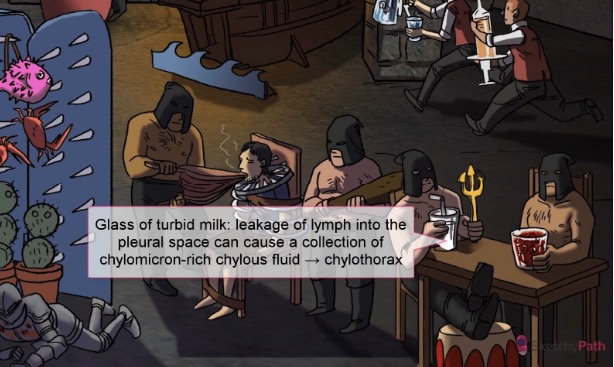 Glass of turbid milk: leakage of lymph into the
pleural space can cause a collection of
chylomicron-rich chylous fluid → chylothorax
SketchyPath